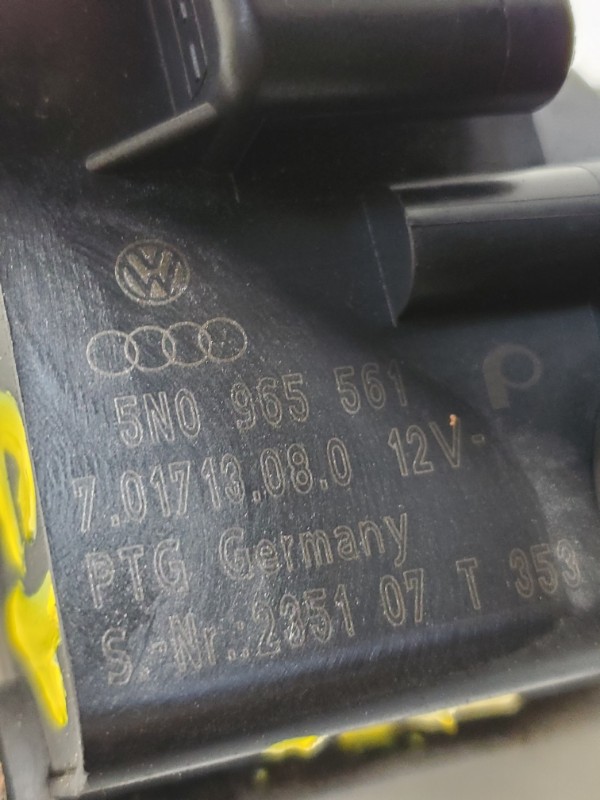 5N0 965 561
7.01713.08.0 12V-
PTG Germany
S.-Nr.:2351 07 T 353